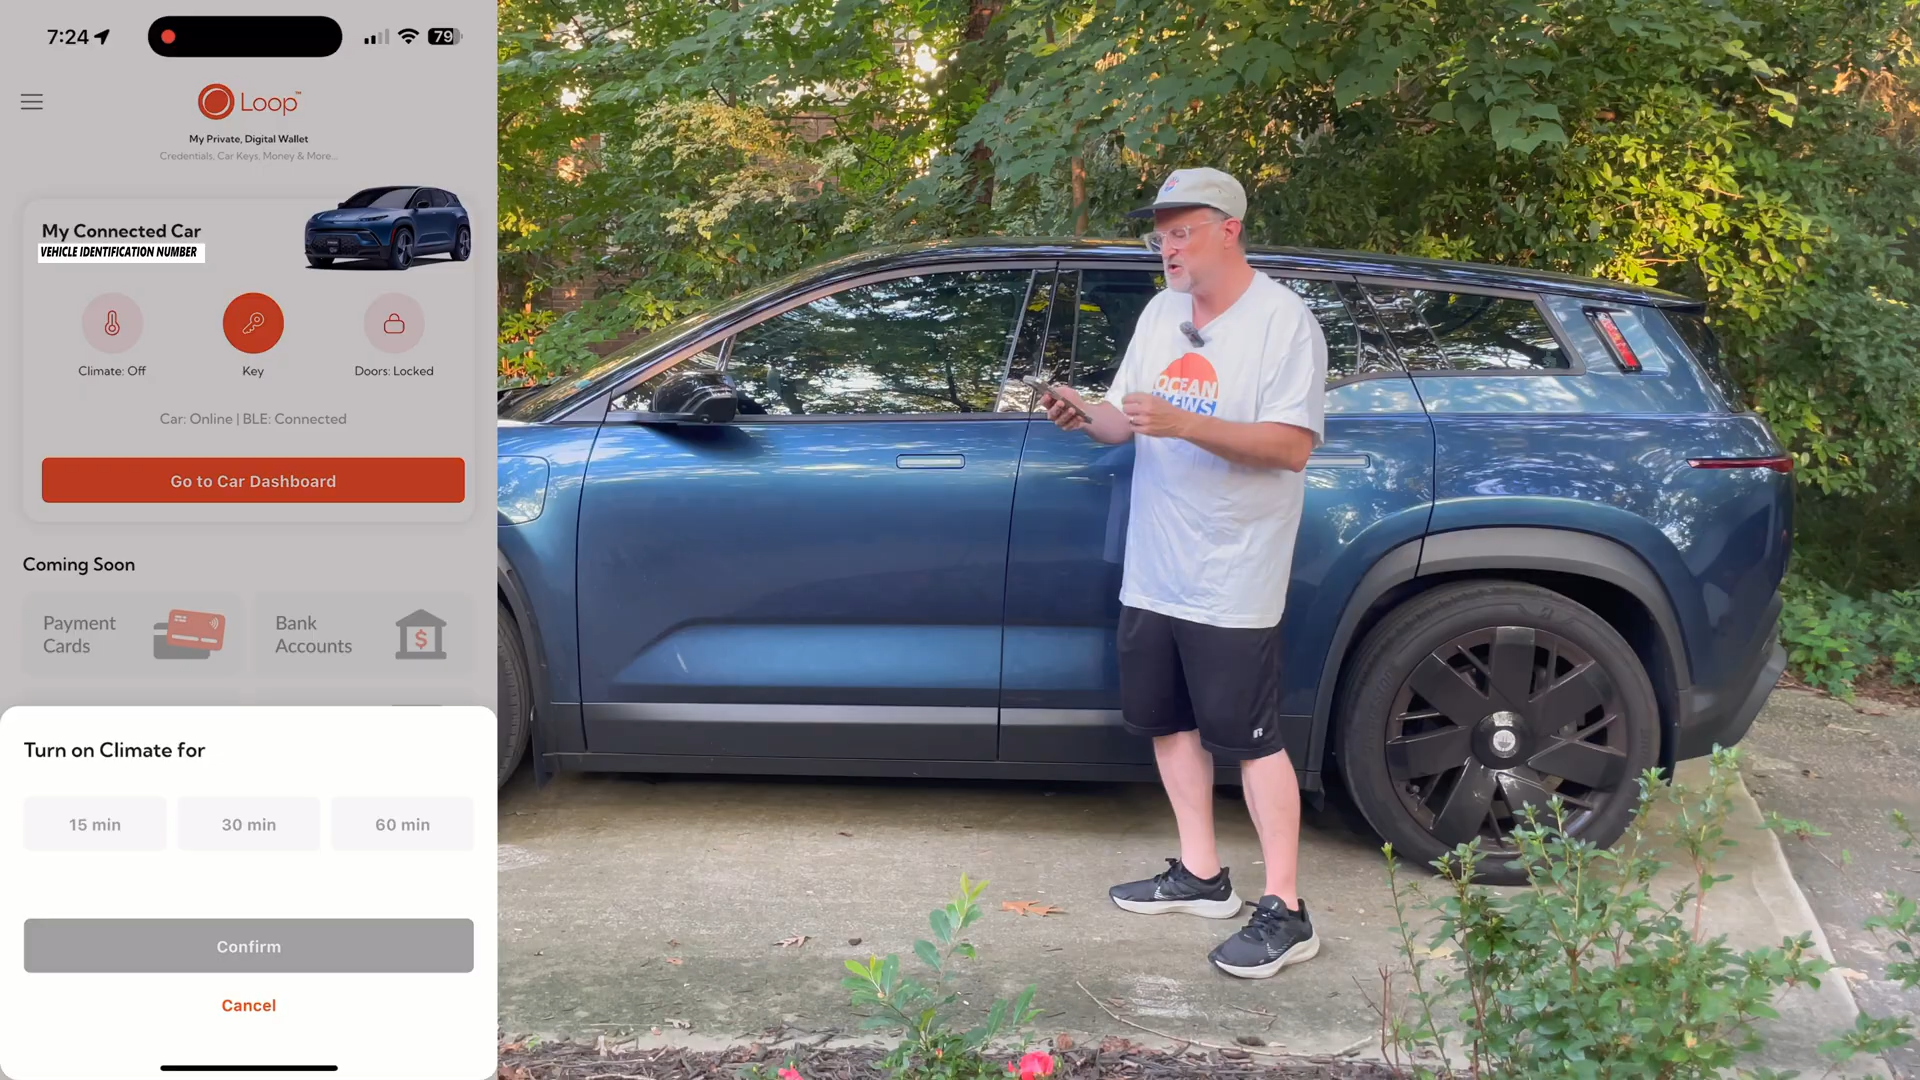 7:24
79
Loop™
My Private, Digital Wallet
Credentials, Car Keys, Money & More...
My Connected Car
VEHICLE IDENTIFICATION NUMBER
Climate: Off
Key
Doors: Locked
Car: Online | BLE: Connected
Go to Car Dashboard
Coming Soon
Payment
Cards
Bank
Accounts
Turn on Climate for
15 min
30 min
60 min
Confirm
Cancel
OCEAN
VIEWS